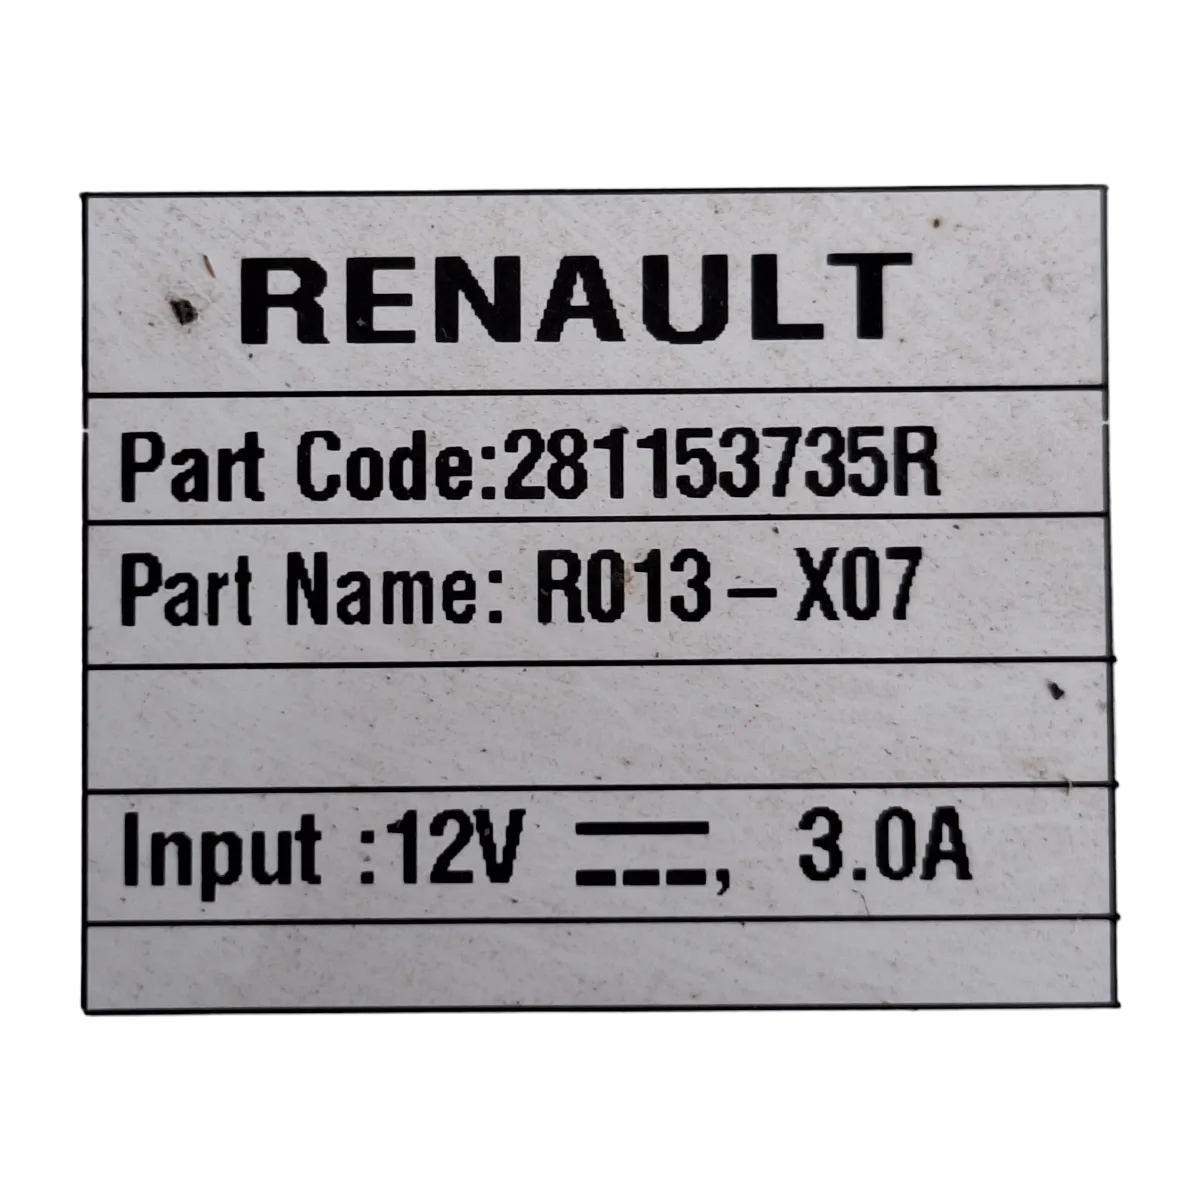 RENAULT
Part Code:281153735R
Part Name: R013-X07
Input :12V ⎓, 3.0A